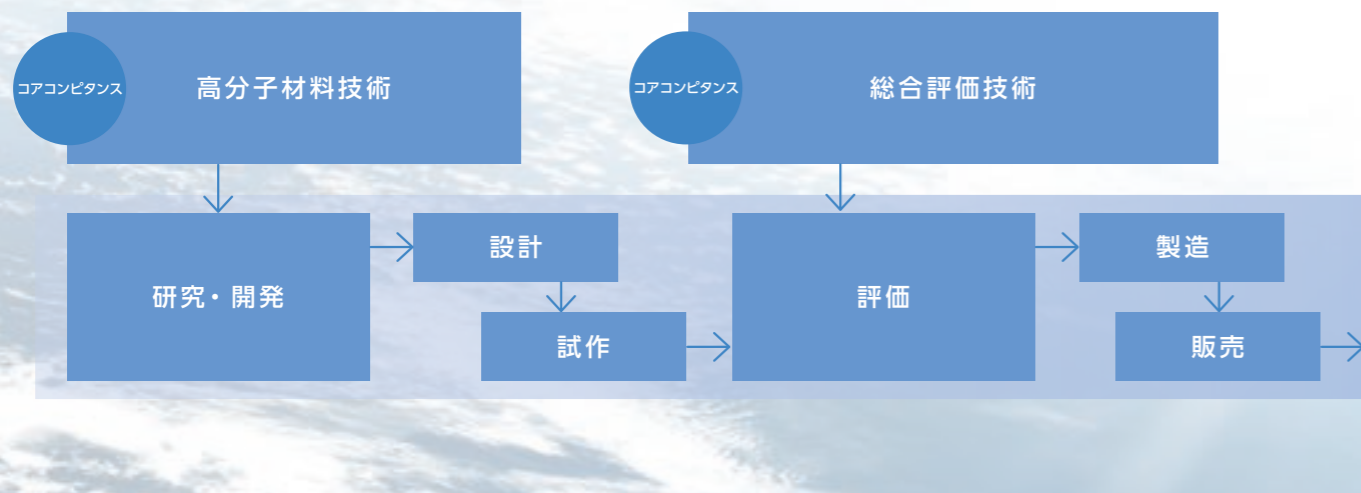 コアコンピタンス
高分子材料技術
コアコンピタンス
総合評価技術
研究・開発
設計
試作
評価
製造
販売